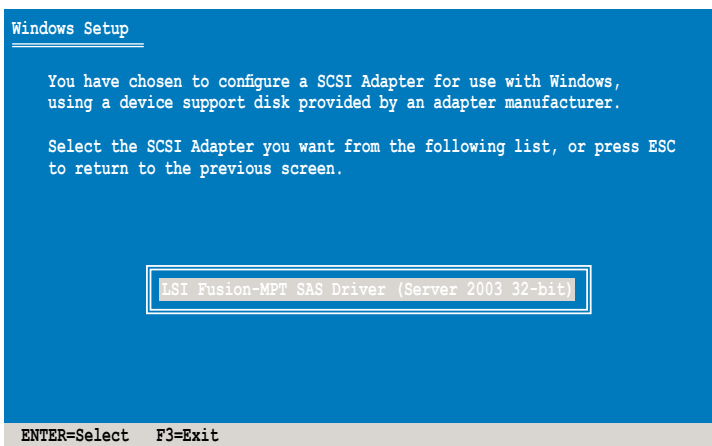 Windows Setup
You have chosen to configure a SCSI Adapter for use with Windows,
using a device support disk provided by an adapter manufacturer.
Select the SCSI Adapter you want from the following list, or press ESC
to return to the previous screen.
LSI Fusion-MPT SAS Driver (Server 2003 32-bit)
ENTER=Select F3=Exit